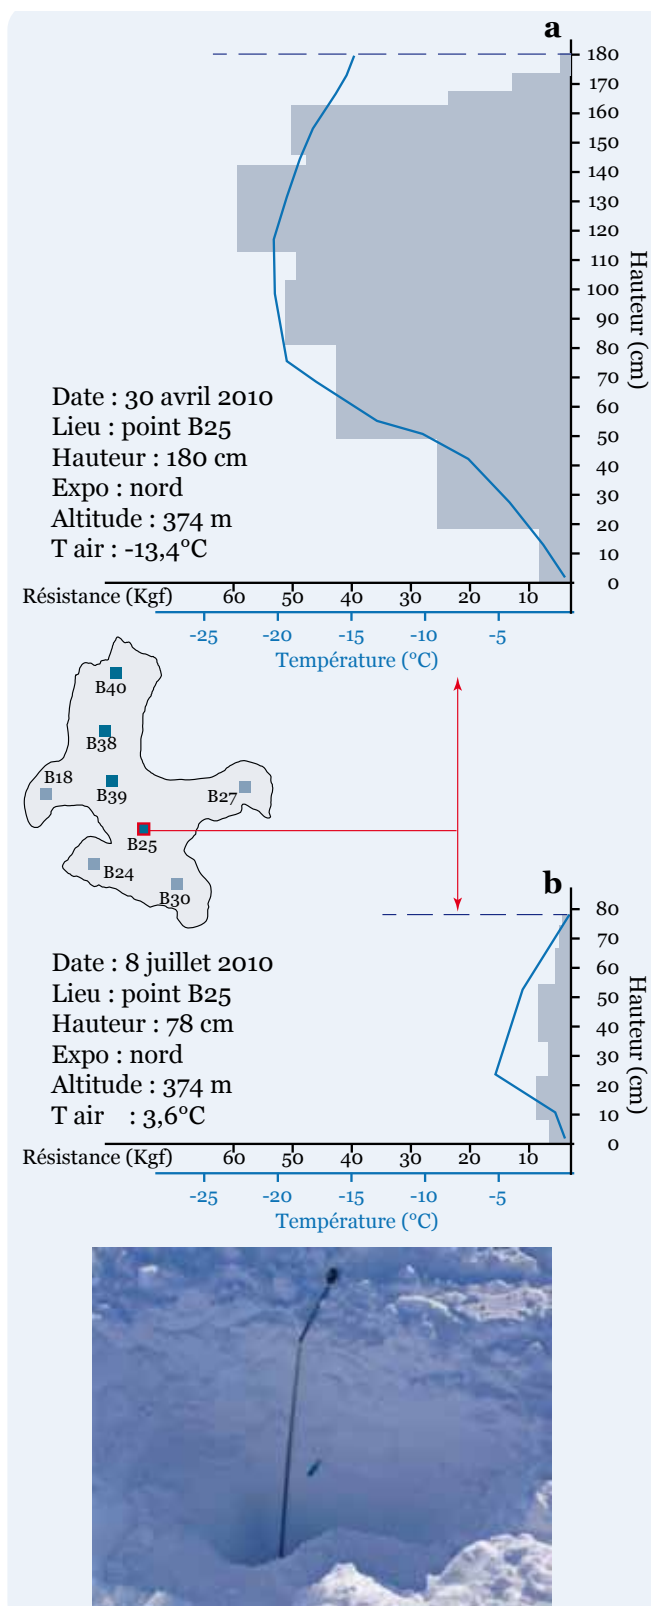 a
180
170
160
150
140
130
120
110
100
90
80
70
60
50
40
30
20
10
0
Hauteur (cm)
Date : 30 avril 2010
Lieu : point B25
Hauteur : 180 cm
Expo : nord
Altitude : 374 m
T air : -13,4°C
Résistance (Kgf) 60 50 40 30 20 10
-25 -20 -15 -10 -5
Température (°C)
B40
B38
B18
B39
B27
B25
B24
B30
b
80
70
60
50
40
30
20
10
0
Hauteur (cm)
Date : 8 juillet 2010
Lieu : point B25
Hauteur : 78 cm
Expo : nord
Altitude : 374 m
T air : 3,6°C
Résistance (Kgf) 60 50 40 30 20 10
-25 -20 -15 -10 -5
Température (°C)